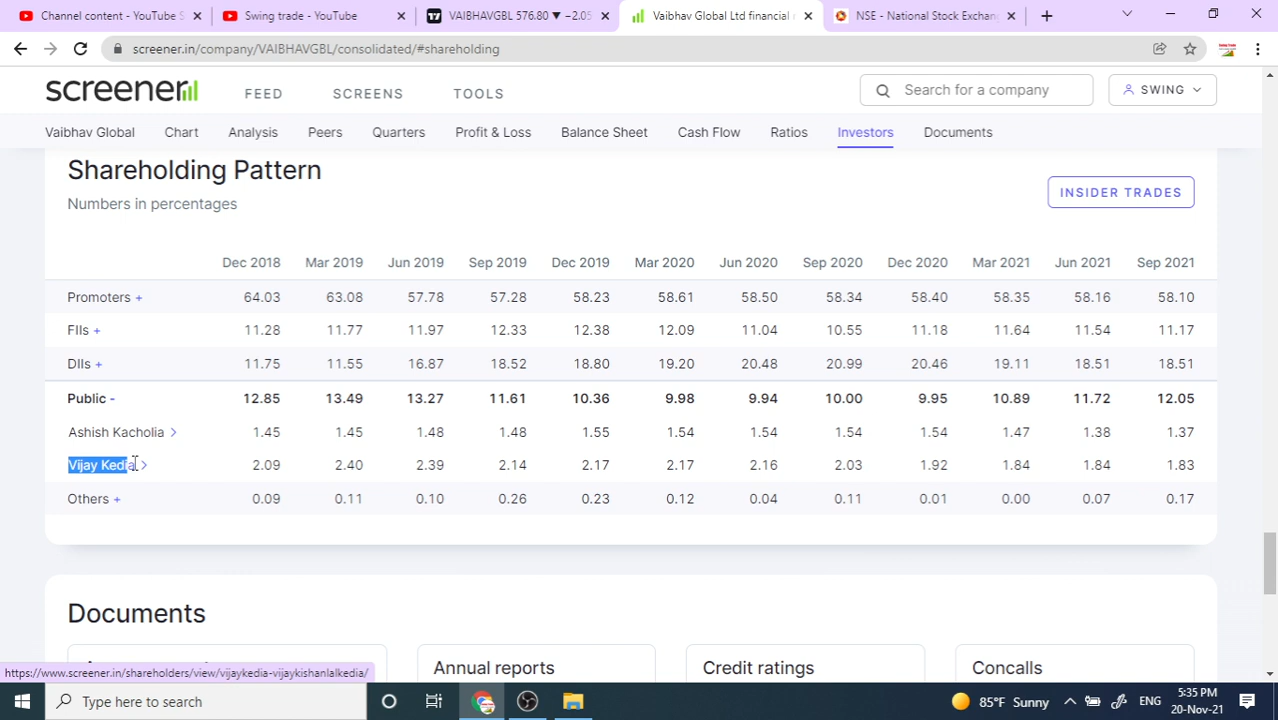 Channel content - YouTube S
Swing trade - YouTube
VAIBHAVGBL 576.80 ▼ −2.05
Vaibhav Global Ltd financial r
NSE - National Stock Exchan
screener.in/company/VAIBHAVGBL/consolidated/#shareholding
screener
FEED
SCREENS
TOOLS
Search for a company
SWING
Vaibhav Global
Chart
Analysis
Peers
Quarters
Profit & Loss
Balance Sheet
Cash Flow
Ratios
Investors
Documents
Shareholding Pattern
Numbers in percentages
INSIDER TRADES
Dec 2018 Mar 2019 Jun 2019 Sep 2019 Dec 2019 Mar 2020 Jun 2020 Sep 2020 Dec 2020 Mar 2021 Jun 2021 Sep 2021
Promoters + 64.03 63.08 57.78 57.28 58.23 58.61 58.50 58.34 58.40 58.35 58.16 58.10
FIIs + 11.28 11.77 11.97 12.33 12.38 12.09 11.04 10.55 11.18 11.64 11.54 11.17
DIIs + 11.75 11.55 16.87 18.52 18.80 19.20 20.48 20.99 20.46 19.11 18.51 18.51
Public - 12.85 13.49 13.27 11.61 10.36 9.98 9.94 10.00 9.95 10.89 11.72 12.05
Ashish Kacholia > 1.45 1.45 1.48 1.48 1.55 1.54 1.54 1.54 1.54 1.47 1.38 1.37
Vijay Kedia > 2.09 2.40 2.39 2.14 2.17 2.17 2.16 2.03 1.92 1.84 1.84 1.83
Others + 0.09 0.11 0.10 0.26 0.23 0.12 0.04 0.11 0.01 0.00 0.07 0.17
Documents
Annual reports
Credit ratings
Concalls
https://www.screener.in/shareholders/view/vijaykedia-vijaykishanlalkedia/
Type here to search
85°F Sunny
ENG
5:35 PM
20-Nov-21